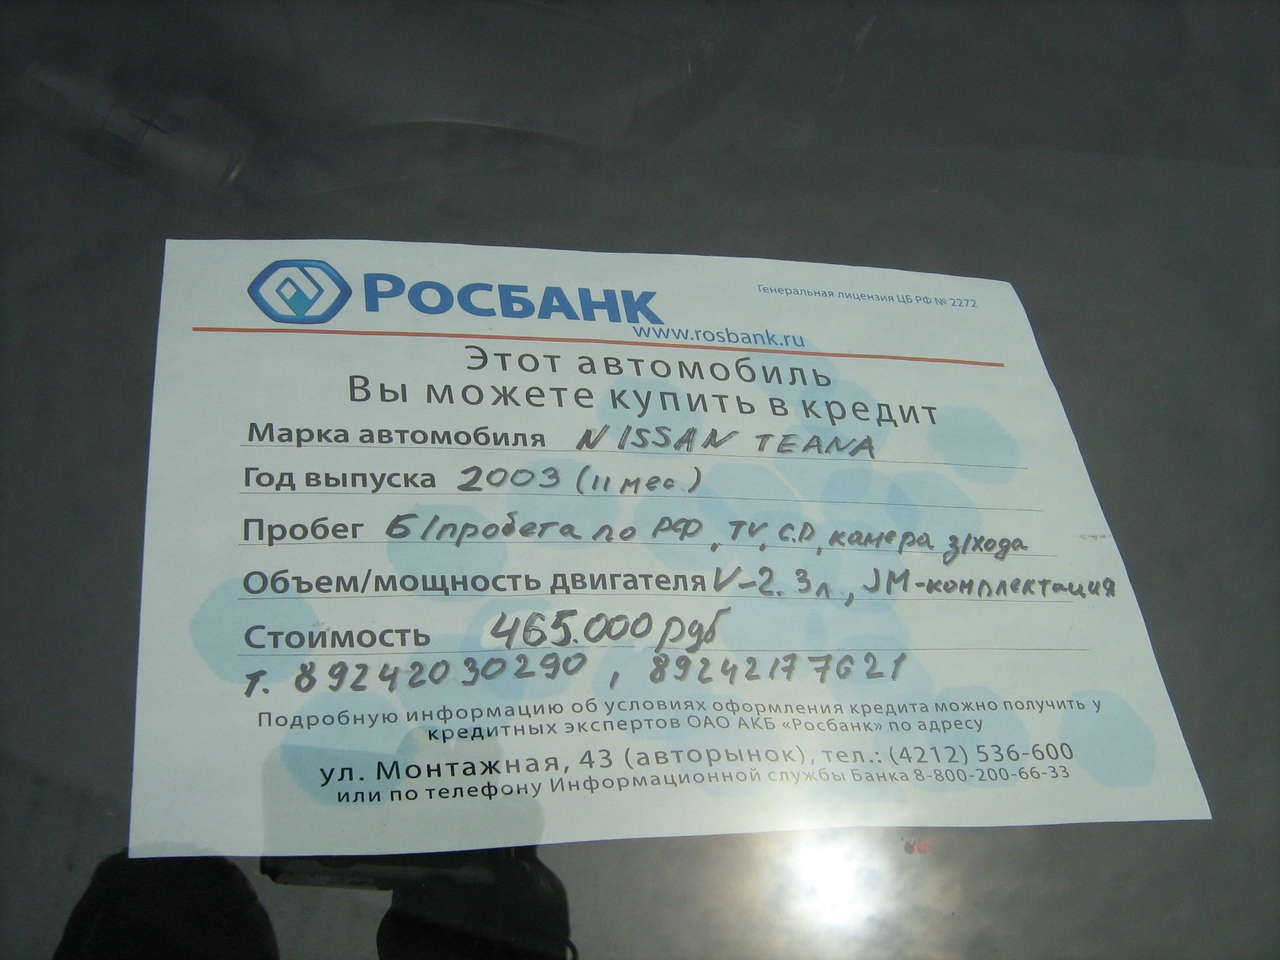 РОСБАНК
Генеральная лицензия ЦБ РФ № 2272
www.rosbank.ru
Этот автомобиль
Вы можете купить в кредит
Марка автомобиля NISSAN TEANA
Год выпуска 2003 (11 мес.)
Пробег Б/пробега по РФ, TV, C.D, камера з/хода
Объем/мощность двигателя V-2.3л., JM-комплектация
Стоимость 465.000 руб
т. 89242030290, 89242177621
Подробную информацию об условиях оформления кредита можно получить у
кредитных экспертов ОАО АКБ «Росбанк» по адресу
ул. Монтажная, 43 (авторынок), тел.: (4212) 536-600
или по телефону Информационной службы Банка 8-800-200-66-33